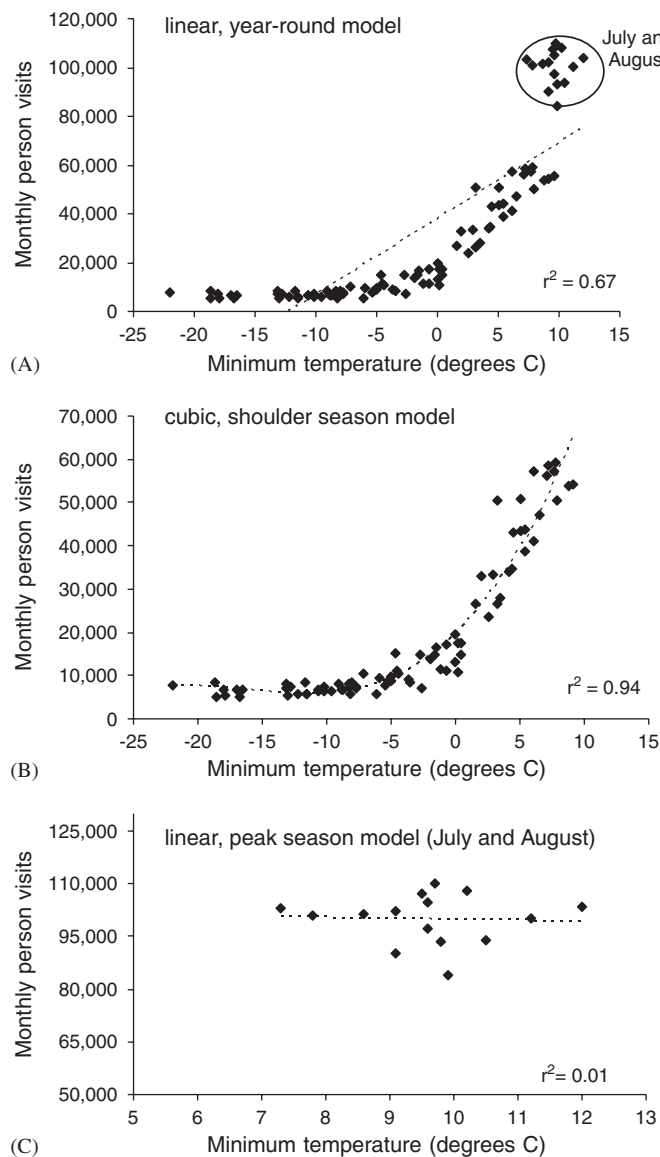 linear, year-round model
July and
August
120,000
100,000
80,000
60,000
40,000
20,000
0
Monthly person visits
r² = 0.67
-25 -20 -15 -10 -5 0 5 10 15
Minimum temperature (degrees C)
(A)
cubic, shoulder season model
70,000
60,000
50,000
40,000
30,000
20,000
10,000
0
Monthly person visits
r² = 0.94
-25 -20 -15 -10 -5 0 5 10 15
Minimum temperature (degrees C)
(B)
linear, peak season model (July and August)
125,000
110,000
95,000
80,000
65,000
50,000
Monthly person visits
r²= 0.01
5 6 7 8 9 10 11 12 13
Minimum temperature (degrees C)
(C)